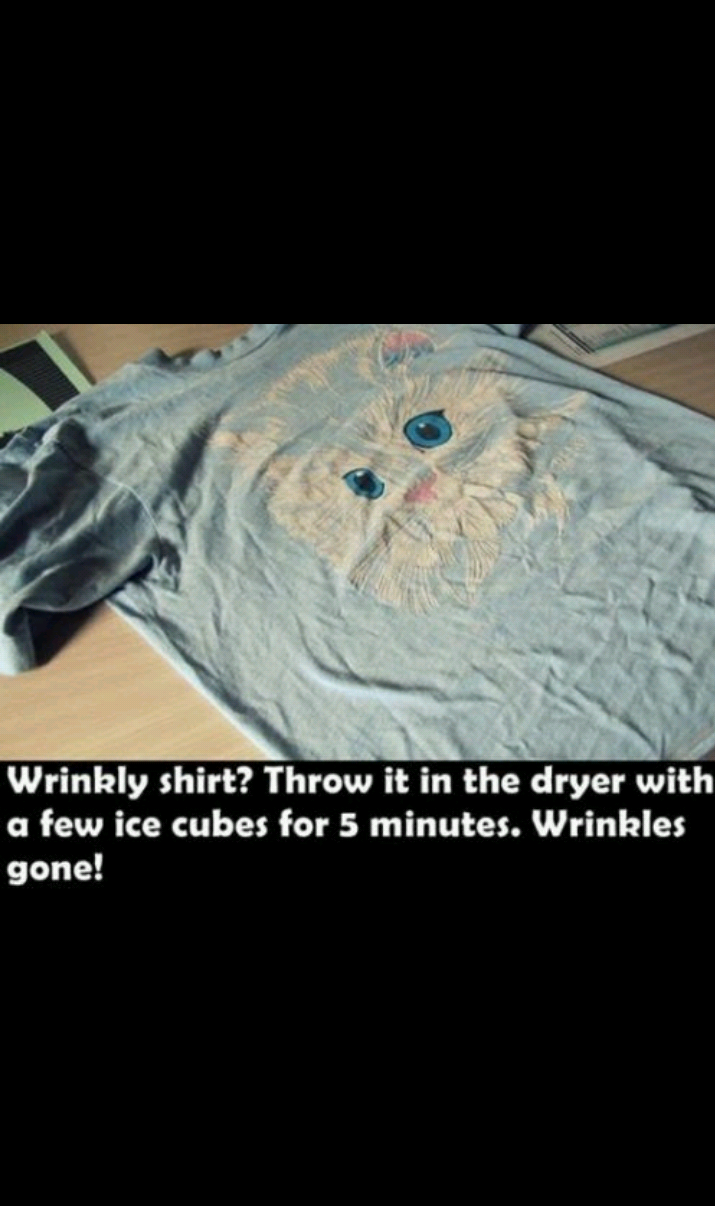 Wrinkly shirt? Throw it in the dryer with
a few ice cubes for 5 minutes. Wrinkles
gone!